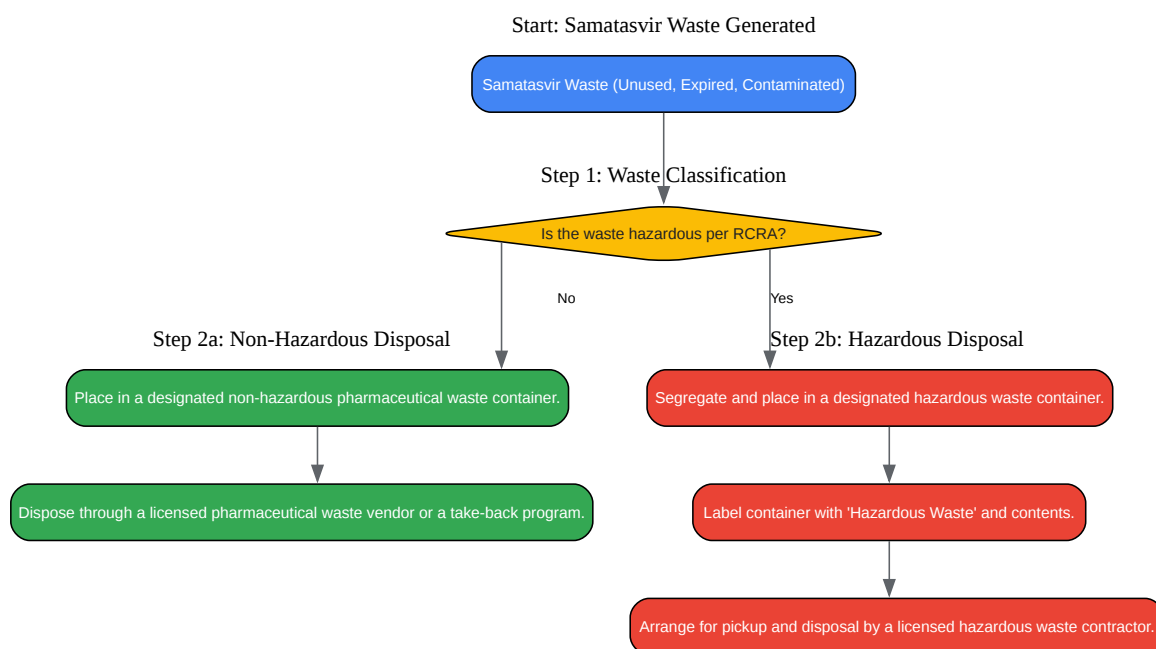 Start: Samatasvir Waste Generated
Samatasvir Waste (Unused, Expired, Contaminated)
Step 1: Waste Classification
Is the waste hazardous per RCRA?
No
Yes
Step 2a: Non-Hazardous Disposal
Step 2b: Hazardous Disposal
Place in a designated non-hazardous pharmaceutical waste container.
Segregate and place in a designated hazardous waste container.
Dispose through a licensed pharmaceutical waste vendor or a take-back program.
Label container with 'Hazardous Waste' and contents.
Arrange for pickup and disposal by a licensed hazardous waste contractor.